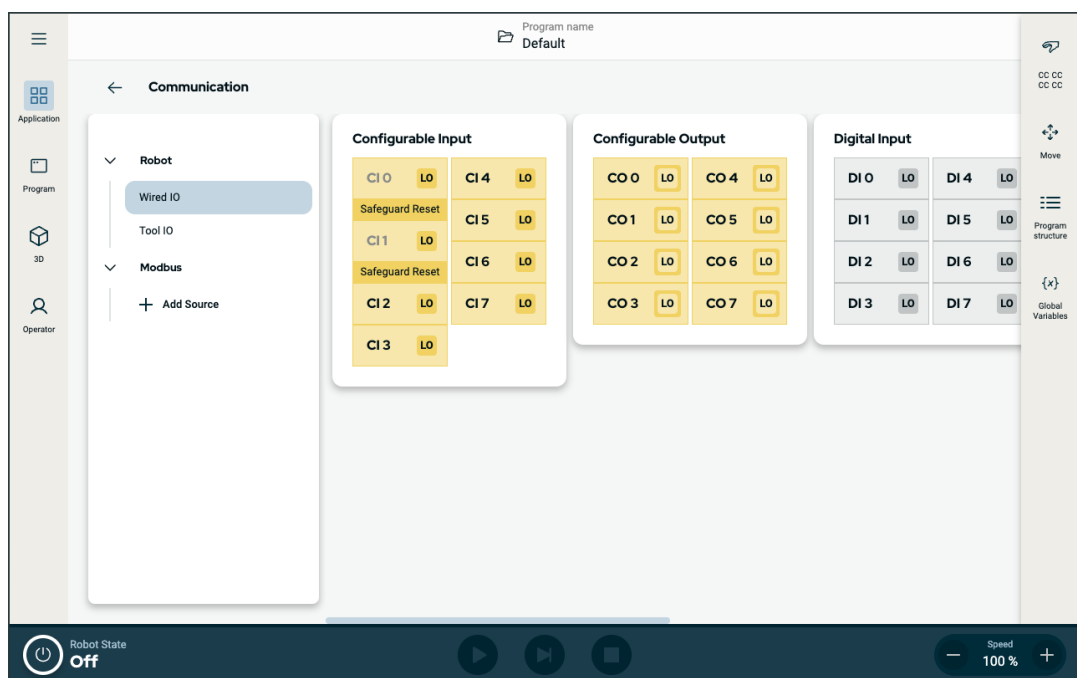 Program name
Default
Application
Program
3D
Operator
Communication
Robot
Wired IO
Tool IO
Modbus
Add Source
Configurable Input
CI 0 LO
Safeguard Reset
CI 1 LO
Safeguard Reset
CI 2 LO
CI 3 LO
CI 4 LO
CI 5 LO
CI 6 LO
CI 7 LO
Configurable Output
CO 0 LO
CO 1 LO
CO 2 LO
CO 3 LO
CO 4 LO
CO 5 LO
CO 6 LO
CO 7 LO
Digital Input
DI 0 LO
DI 1 LO
DI 2 LO
DI 3 LO
DI 4 LO
DI 5 LO
DI 6 LO
DI 7 LO
CC CC
CC CC
Move
Program
structure
{x}
Global
Variables
Robot State
Off
Speed
100 %